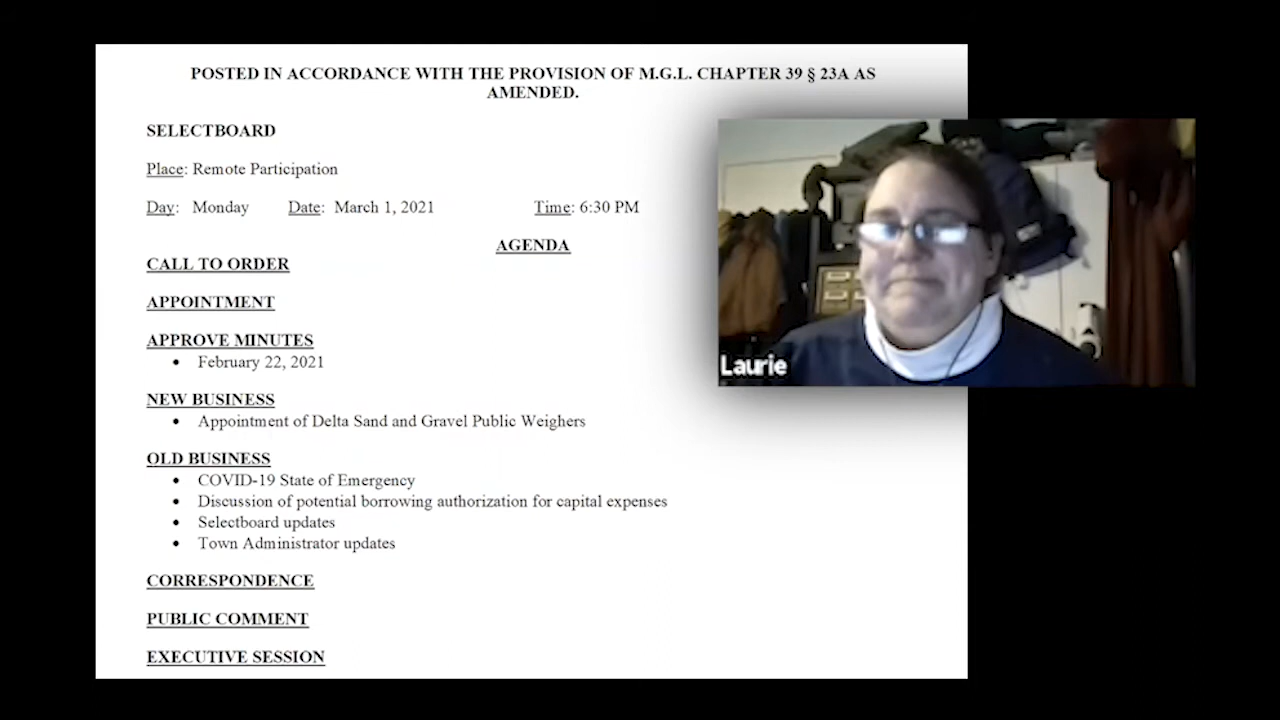 POSTED IN ACCORDANCE WITH THE PROVISION OF M.G.L. CHAPTER 39 § 23A AS
AMENDED.
SELECTBOARD
Place: Remote Participation
Day: Monday Date: March 1, 2021 Time: 6:30 PM
AGENDA
CALL TO ORDER
APPOINTMENT
APPROVE MINUTES
• February 22, 2021
Laurie
NEW BUSINESS
• Appointment of Delta Sand and Gravel Public Weighers
OLD BUSINESS
• COVID-19 State of Emergency
• Discussion of potential borrowing authorization for capital expenses
• Selectboard updates
• Town Administrator updates
CORRESPONDENCE
PUBLIC COMMENT
EXECUTIVE SESSION